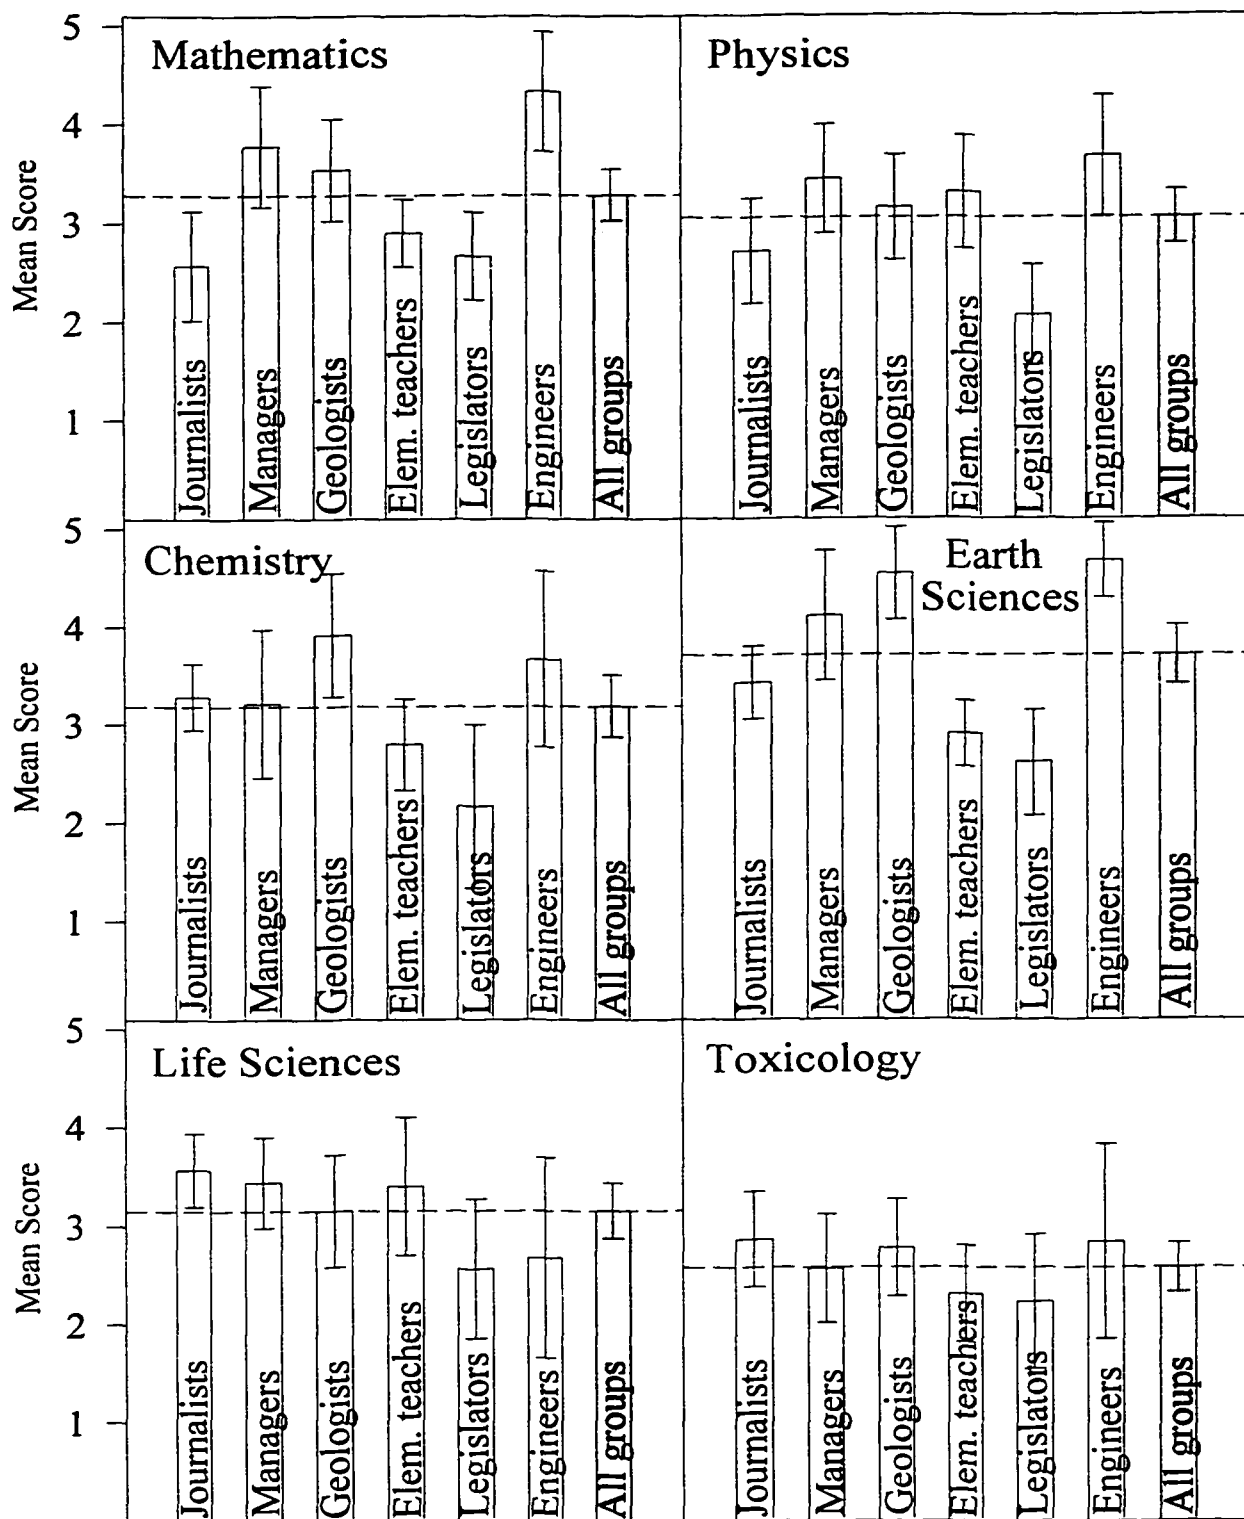 Mathematics
Mean Score
5
4
3
2
1
Journalists
Managers
Geologists
Elem. teachers
Legislators
Engineers
All groups
Physics
Journalists
Managers
Geologists
Elem. teachers
Legislators
Engineers
All groups
Chemistry
Mean Score
5
4
3
2
1
Journalists
Managers
Geologists
Elem. teachers
Legislators
Engineers
All groups
Earth
Sciences
Journalists
Managers
Geologists
Elem. teachers
Legislators
Engineers
All groups
Life Sciences
Mean Score
5
4
3
2
1
Journalists
Managers
Geologists
Elem. teachers
Legislators
Engineers
All groups
Toxicology
Journalists
Managers
Geologists
Elem. teachers
Legislators
Engineers
All groups